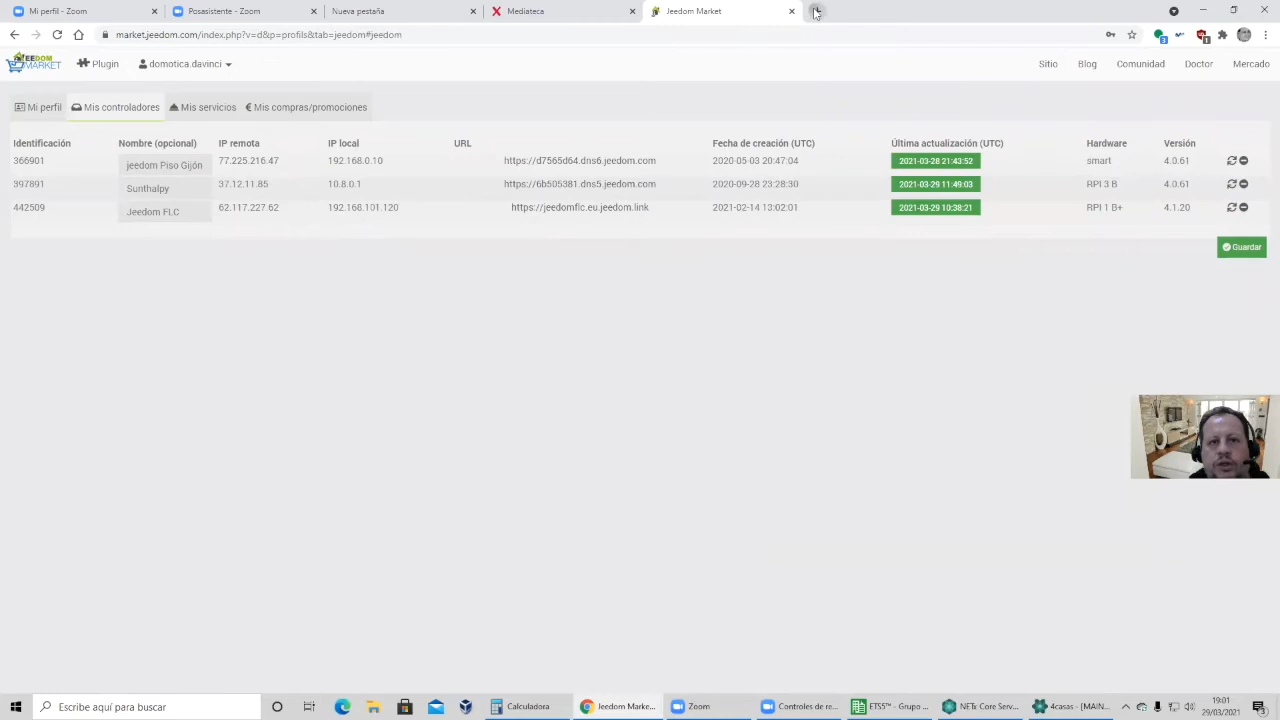 Mi perfil - Zoom
Posasistente - Zoom
Nueva pestaña
Mediateca
Jeedom Market
market.jeedom.com/index.php?v=d&p=profils&tab=jeedom#jeedom
JEEDOM MARKET
Plugin
domotica.davinci
Sitio
Blog
Comunidad
Doctor
Mercado
Mi perfil
Mis controladores
Mis servicios
Mis compras/promociones
Identificación Nombre (opcional) IP remota IP local URL Fecha de creación (UTC) Última actualización (UTC) Hardware Versión
366901 jeedom Piso Gijón 77.225.216.47 192.168.0.10 https://d7565d64.dns6.jeedom.com 2020-05-03 20:47:04 2021-03-28 21:43:52 smart 4.0.61
397891 Sunthalpy 37.12.11.85 10.8.0.1 https://6b505381.dns5.jeedom.com 2020-09-28 23:28:30 2021-03-29 11:49:03 RPI 3 B 4.0.61
442509 Jeedom FLC 62.117.227.62 192.168.101.120 https://jeedomflc.eu.jeedom.link 2021-02-14 13:02:01 2021-03-29 10:38:21 RPI 1 B+ 4.1.20
Guardar
Escribe aquí para buscar
Calculadora
Jeedom Marke...
Zoom
Controles de re...
ETS5™ - Grupo ...
NETx Core Serv...
4casas - [MAIN...
19:01
29/03/2021